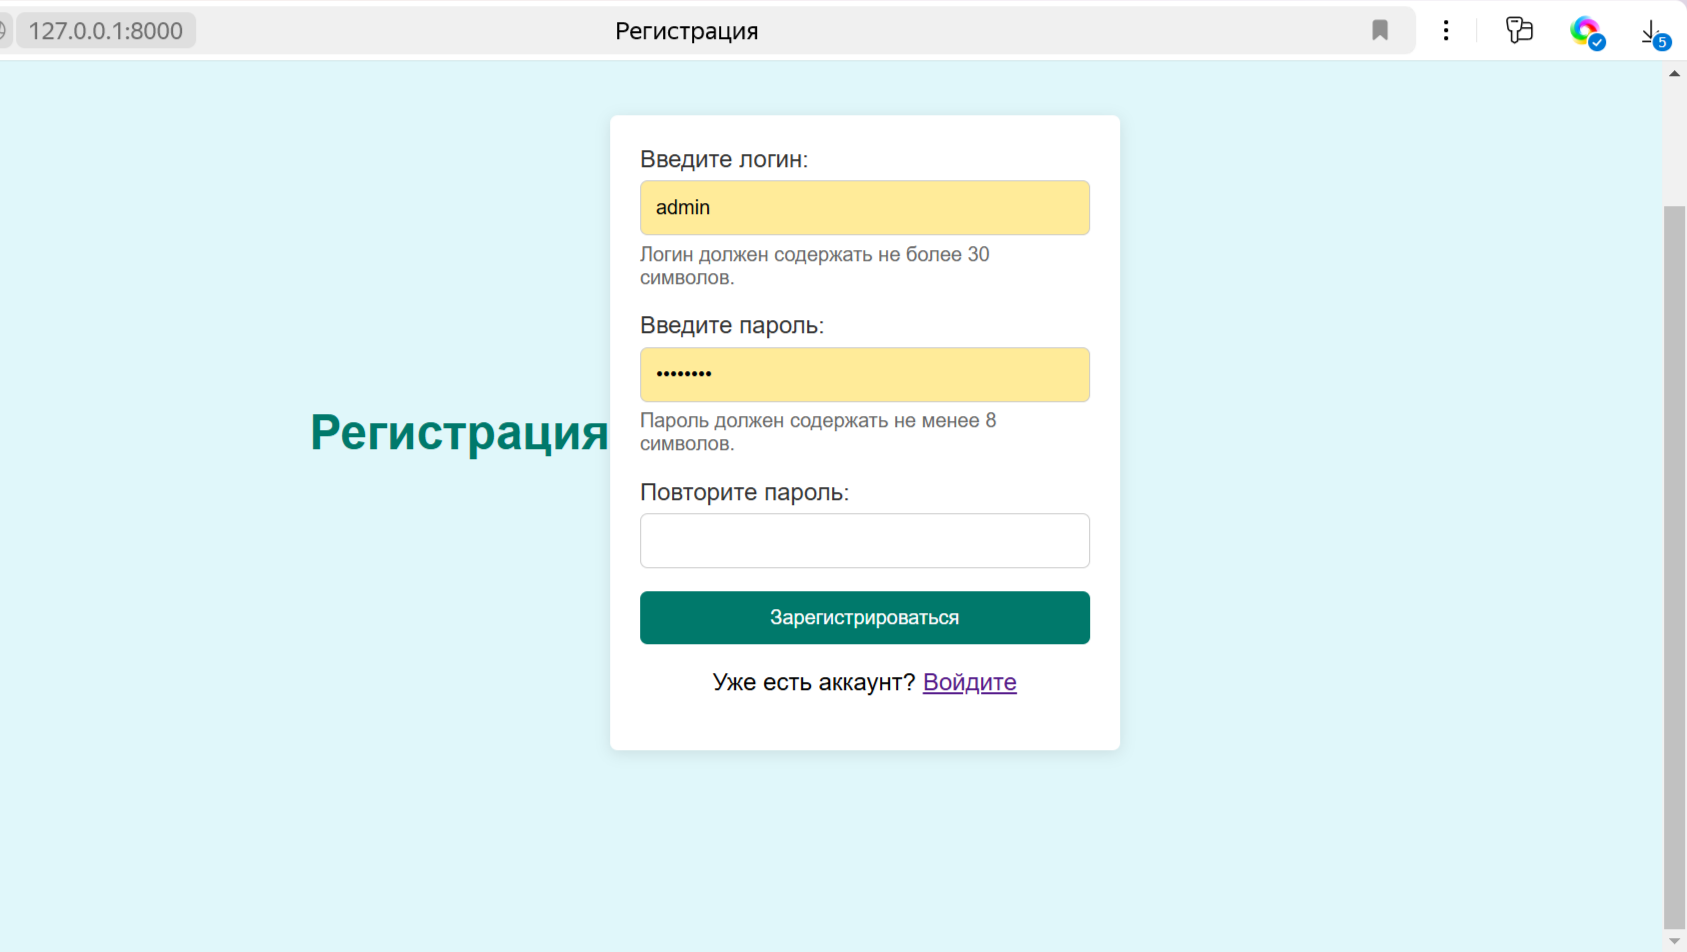 127.0.0.1:8000
Регистрация
5
Введите логин:
admin
Логин должен содержать не более 30
символов.
Введите пароль:
••••••••
Пароль должен содержать не менее 8
символов.
Регистрация
Повторите пароль:
Зарегистрироваться
Уже есть аккаунт? Войдите